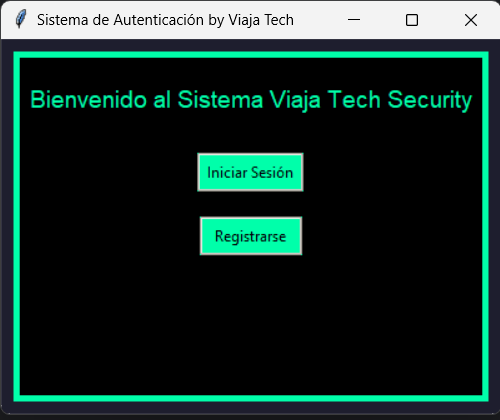 Sistema de Autenticación by Viaja Tech
Bienvenido al Sistema Viaja Tech Security
Iniciar Sesión
Registrarse